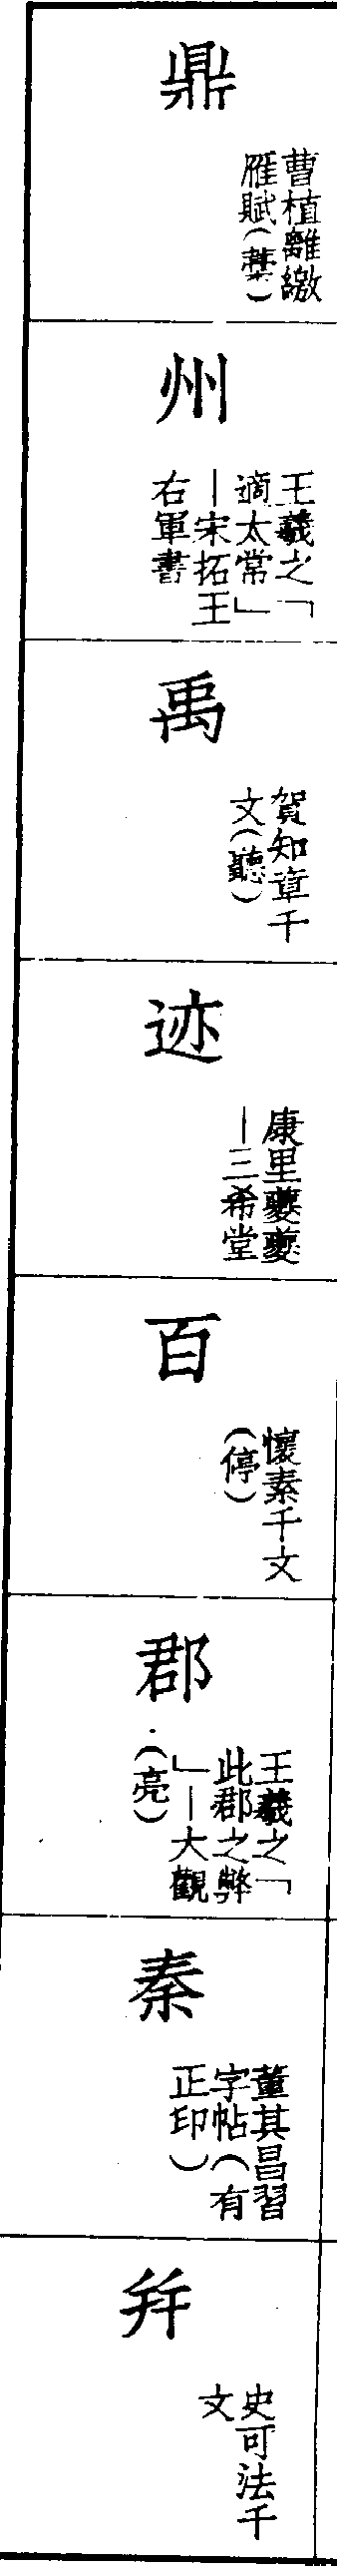 鼎
曹植離繳
雁賦(棻)
州
王羲之「
適太常」
—宋拓王
右軍書
禹
賀知章千
文(聽)
迹
康里夔夔
—三希堂
百
懷素千文
(停)
郡
王羲之「
此郡之弊
」—大觀
(亮)
秦
董其昌習
字帖(有
正印)
并
史可法千
文